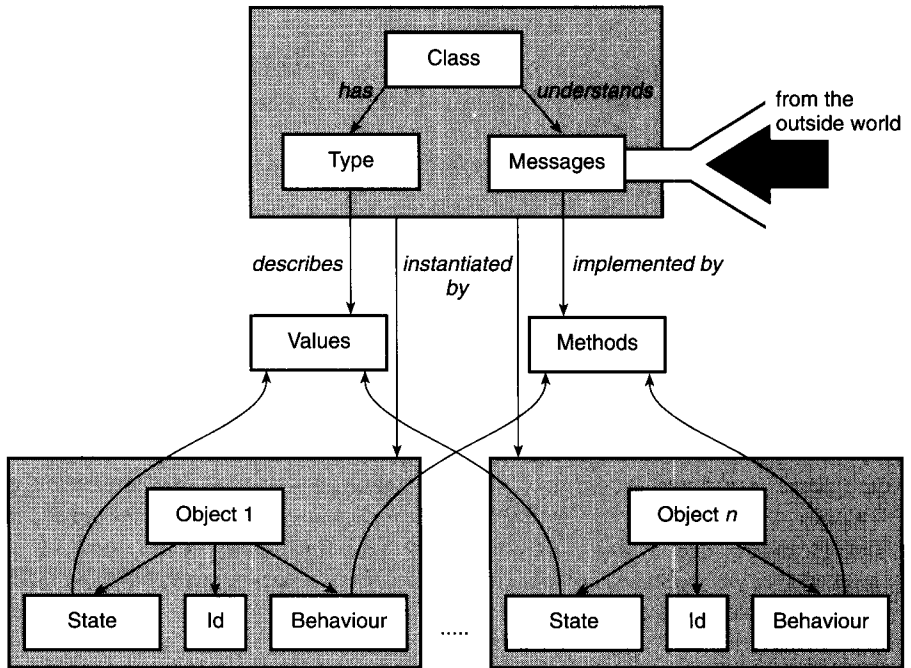 Class
has
understands
from the
outside world
Type
Messages
describes
instantiated
by
implemented by
Values
Methods
Object 1
State
Id
Behaviour
.....
Object n
State
Id
Behaviour